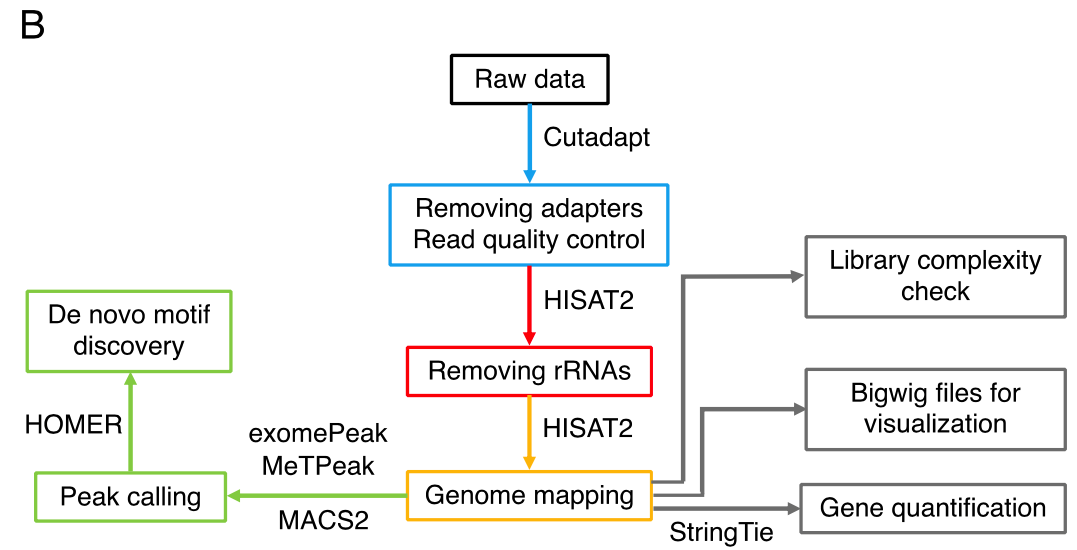 B
Raw data
Cutadapt
Removing adapters
Read quality control
HISAT2
Library complexity
check
De novo motif
discovery
Removing rRNAs
Bigwig files for
visualization
HOMER
exomePeak
MeTPeak
HISAT2
Peak calling
MACS2
Genome mapping
StringTie
Gene quantification